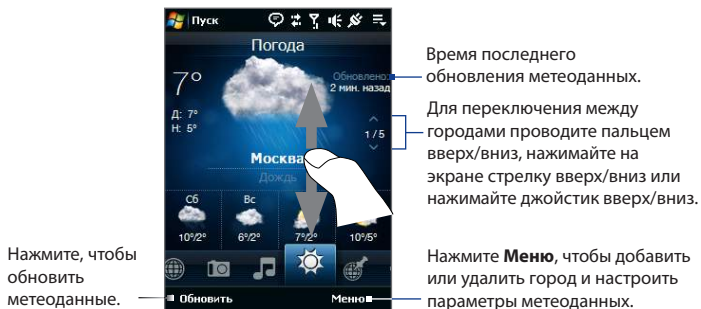 Пуск
Погода
7°
Обновлено:
2 мин. назад
Д: 7°
Н: 5°
1/5
Москва
Дождь
Сб
Вс
10°/2°
6°/2°
7°/2°
10°/5°
Обновить
Меню
Время последнего
обновления метеоданных.
Для переключения между
городами проводите пальцем
вверх/вниз, нажимайте на
экране стрелку вверх/вниз или
нажимайте джойстик вверх/вниз.
Нажмите, чтобы
обновить
метеоданные.
Нажмите Меню, чтобы добавить
или удалить город и настроить
параметры метеоданных.